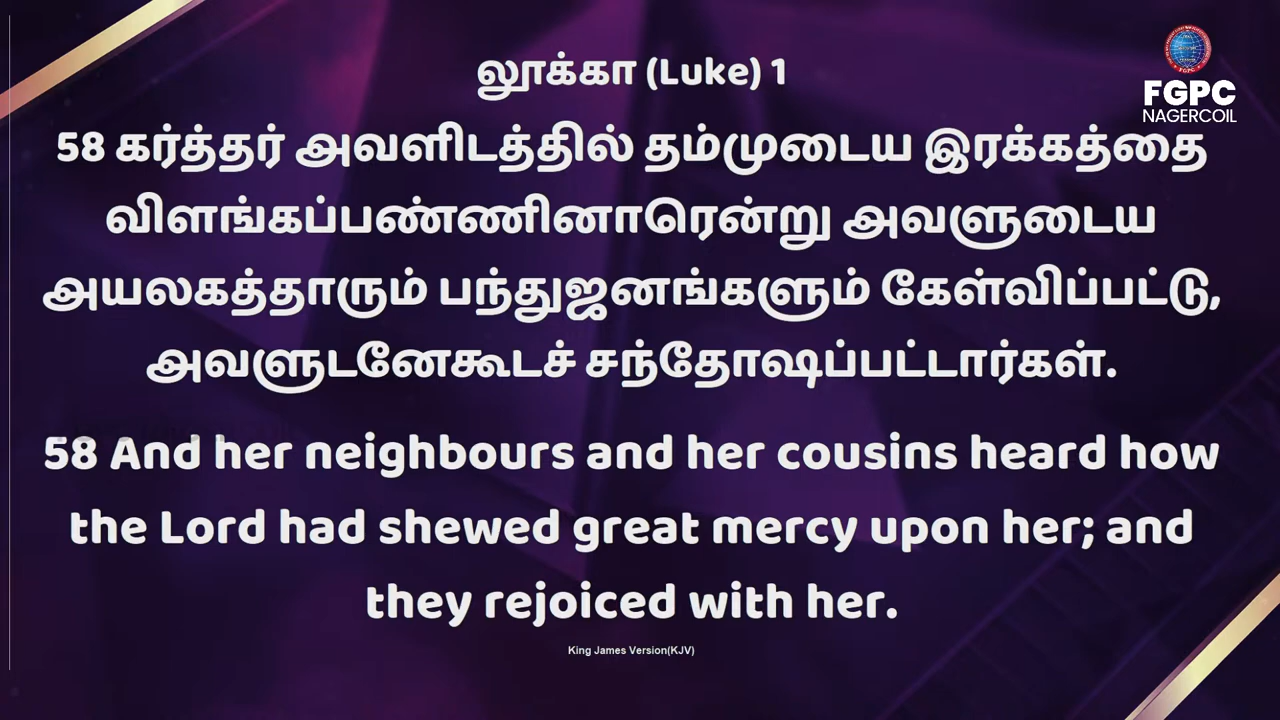 லூக்கா (Luke) 1
FGPC
NAGERCOIL
58 கர்த்தர் அவளிடத்தில் தம்முடைய இரக்கத்தை
விளங்கப்பண்ணினாரென்று அவளுடைய
அயலகத்தாரும் பந்துஜனங்களும் கேள்விப்பட்டு,
அவளுடனேகூடச் சந்தோஷப்பட்டார்கள்.
58 And her neighbours and her cousins heard how
the Lord had shewed great mercy upon her; and
they rejoiced with her.
King James Version(KJV)